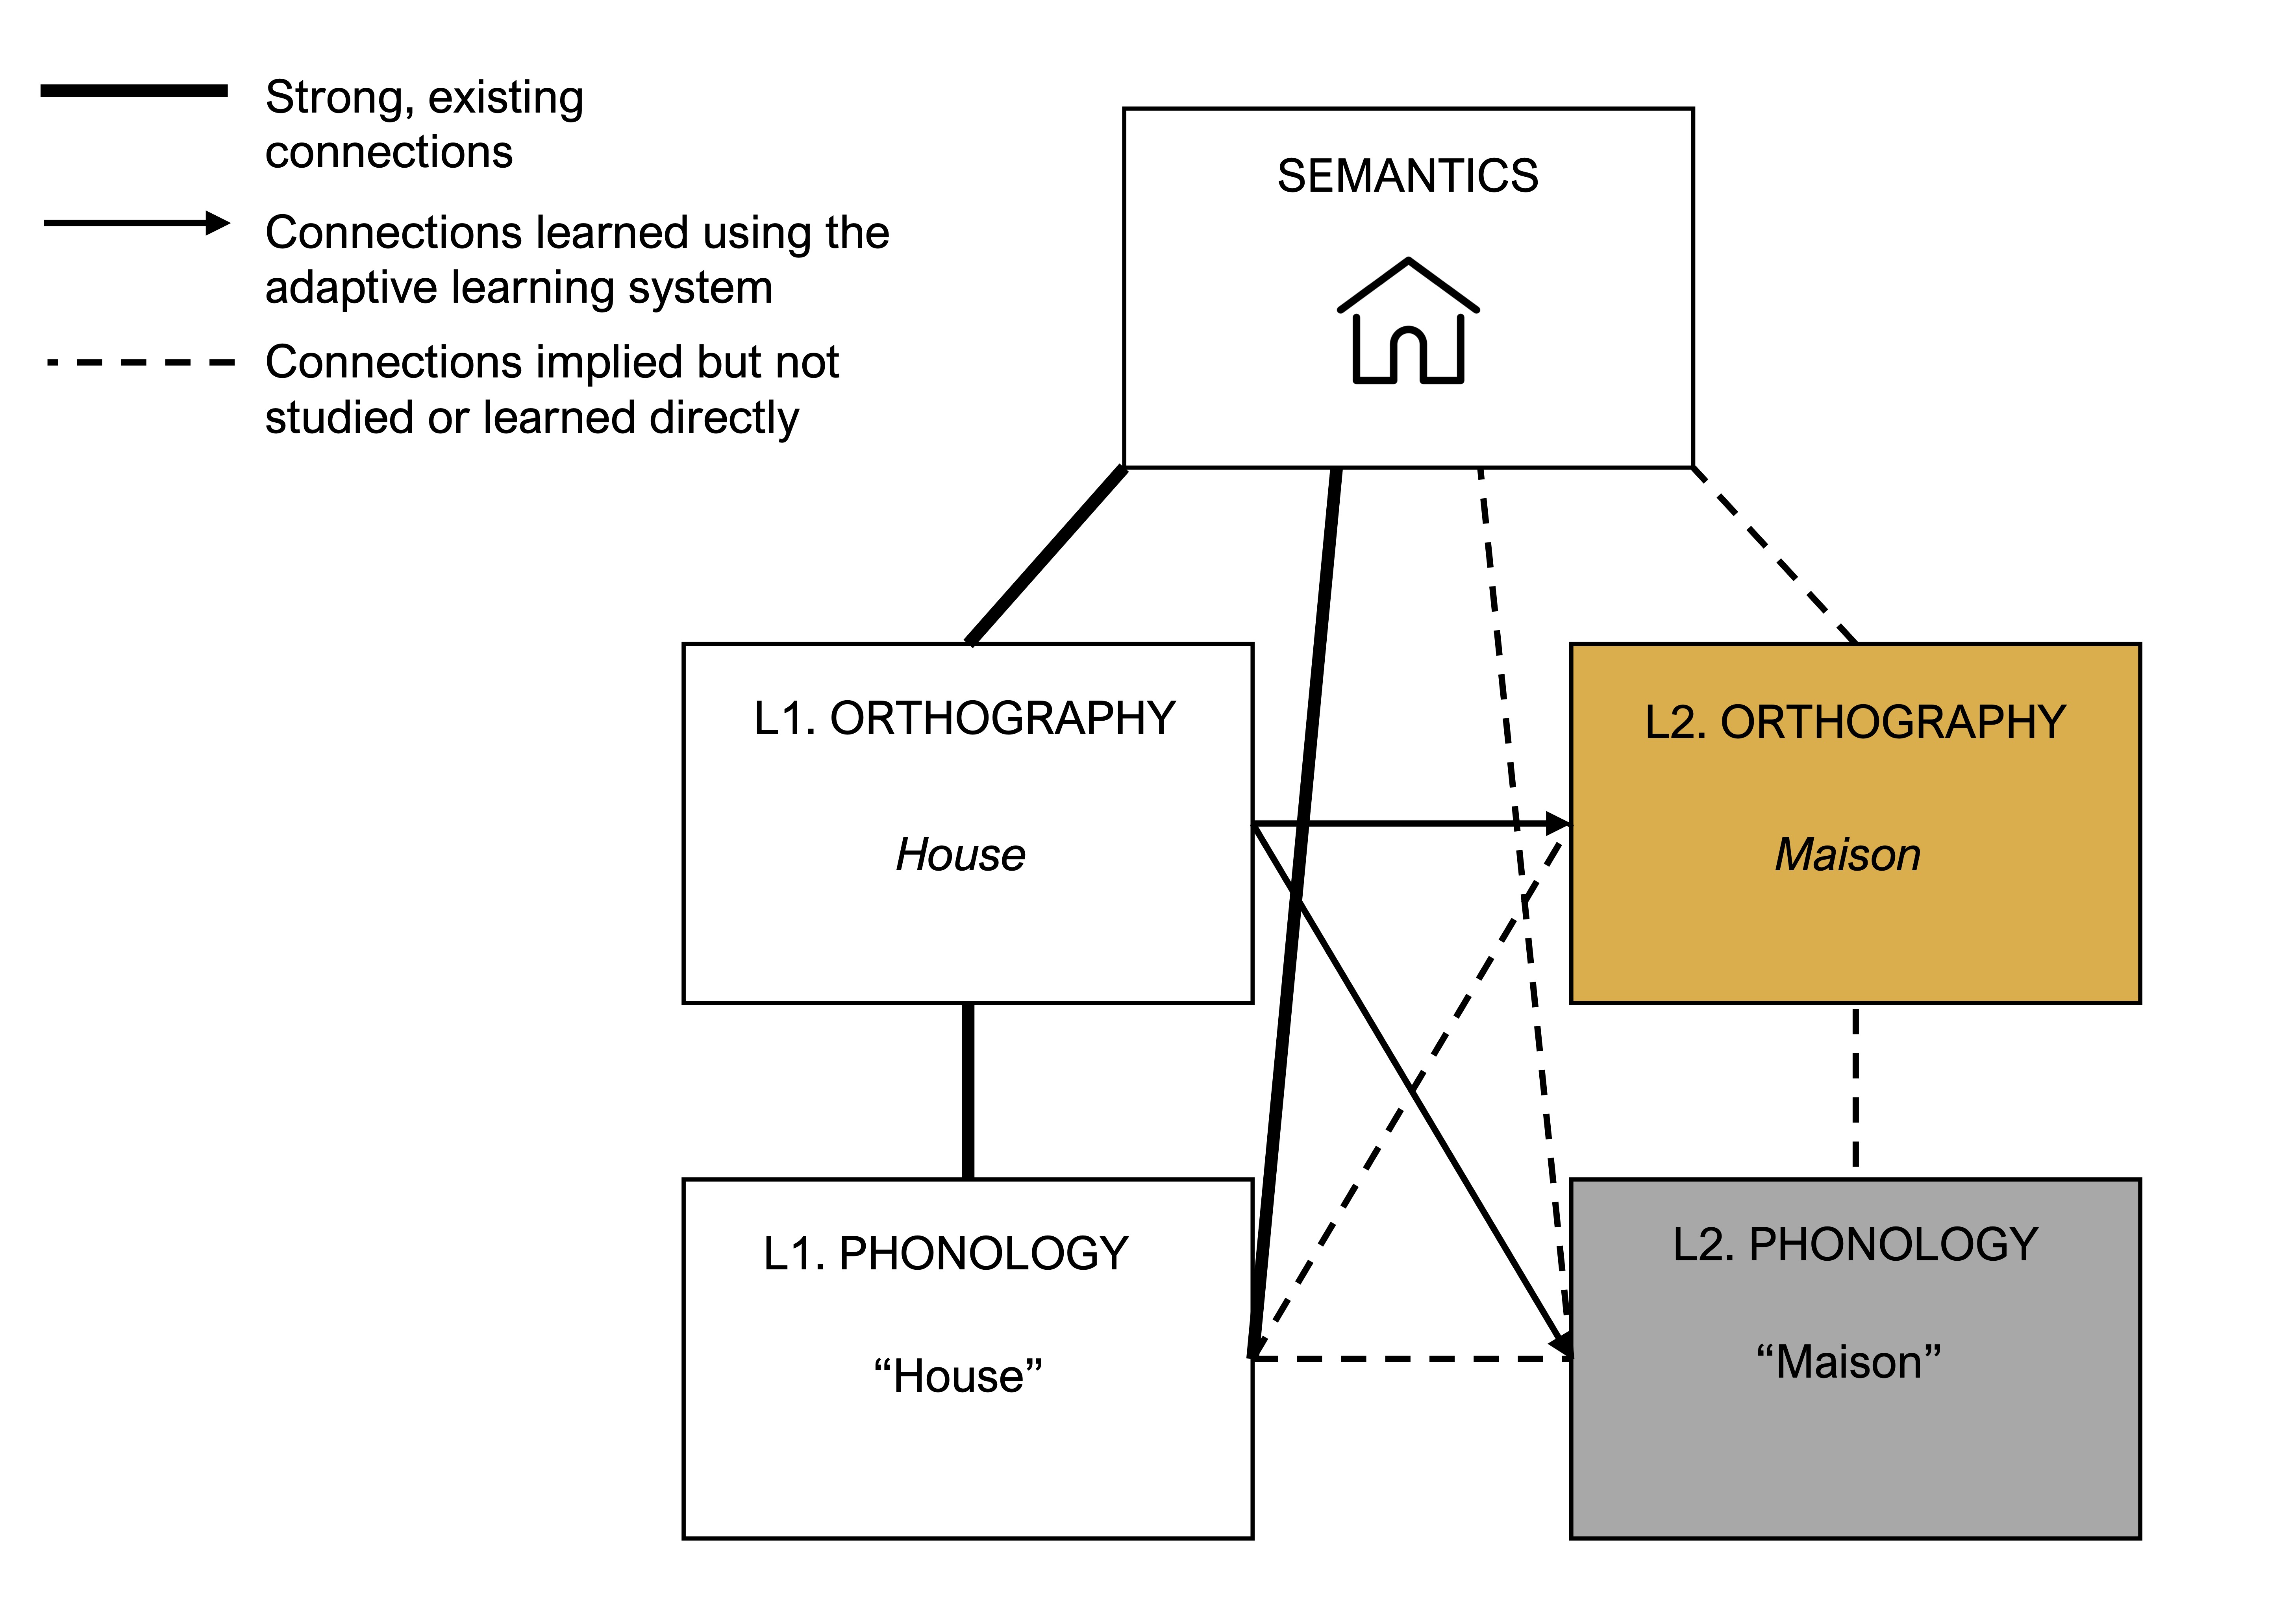 Strong, existing
connections
Connections learned using the
adaptive learning system
Connections implied but not
studied or learned directly
SEMANTICS
L1. ORTHOGRAPHY
House
L2. ORTHOGRAPHY
Maison
L1. PHONOLOGY
“House”
L2. PHONOLOGY
“Maison”